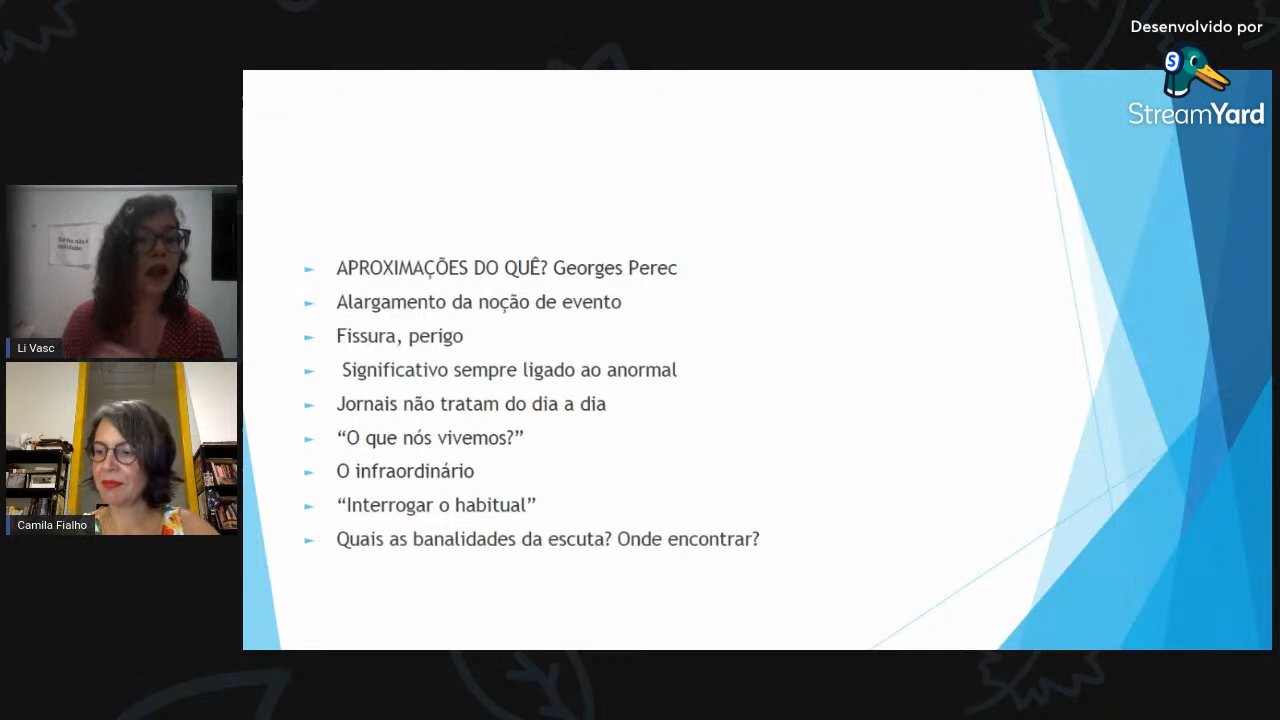 Desenvolvido por
S
StreamYard
APROXIMAÇÕES DO QUÊ? Georges Perec
Alargamento da noção de evento
Fissura, perigo
Significativo sempre ligado ao anormal
Jornais não tratam do dia a dia
“O que nós vivemos?”
O infraordinário
“Interrogar o habitual”
Quais as banalidades da escuta? Onde encontrar?
realidade
Li Vasc
Camila Fialho